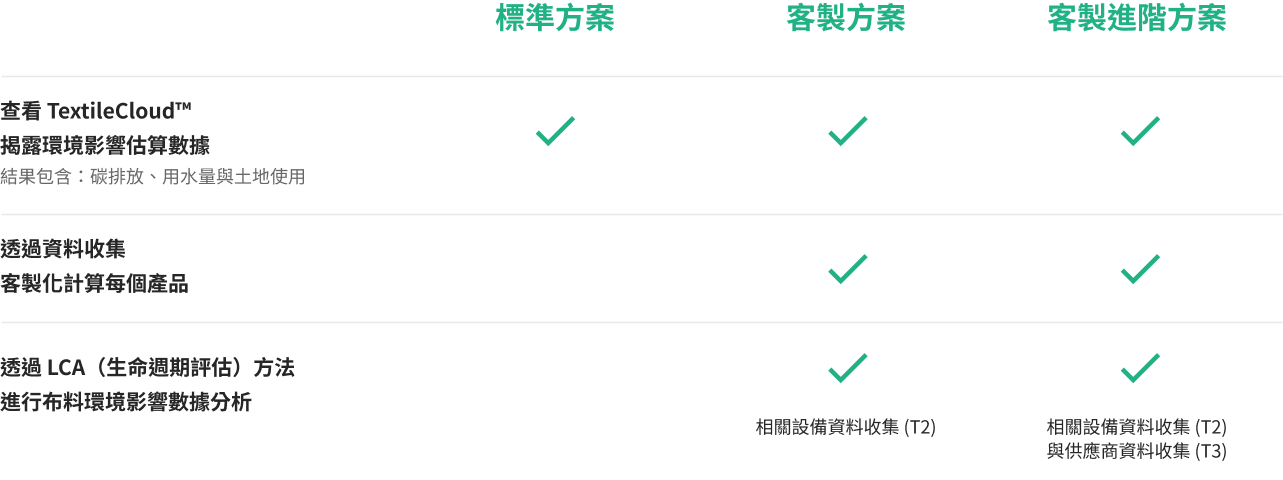 標準方案 客製方案 客製進階方案
查看 TextileCloud™
揭露環境影響估算數據
結果包含：碳排放、用水量與土地使用
透過資料收集
客製化計算每個產品
透過 LCA（生命週期評估）方法
進行布料環境影響數據分析
相關設備資料收集 (T2) 相關設備資料收集 (T2)
與供應商資料收集 (T3)